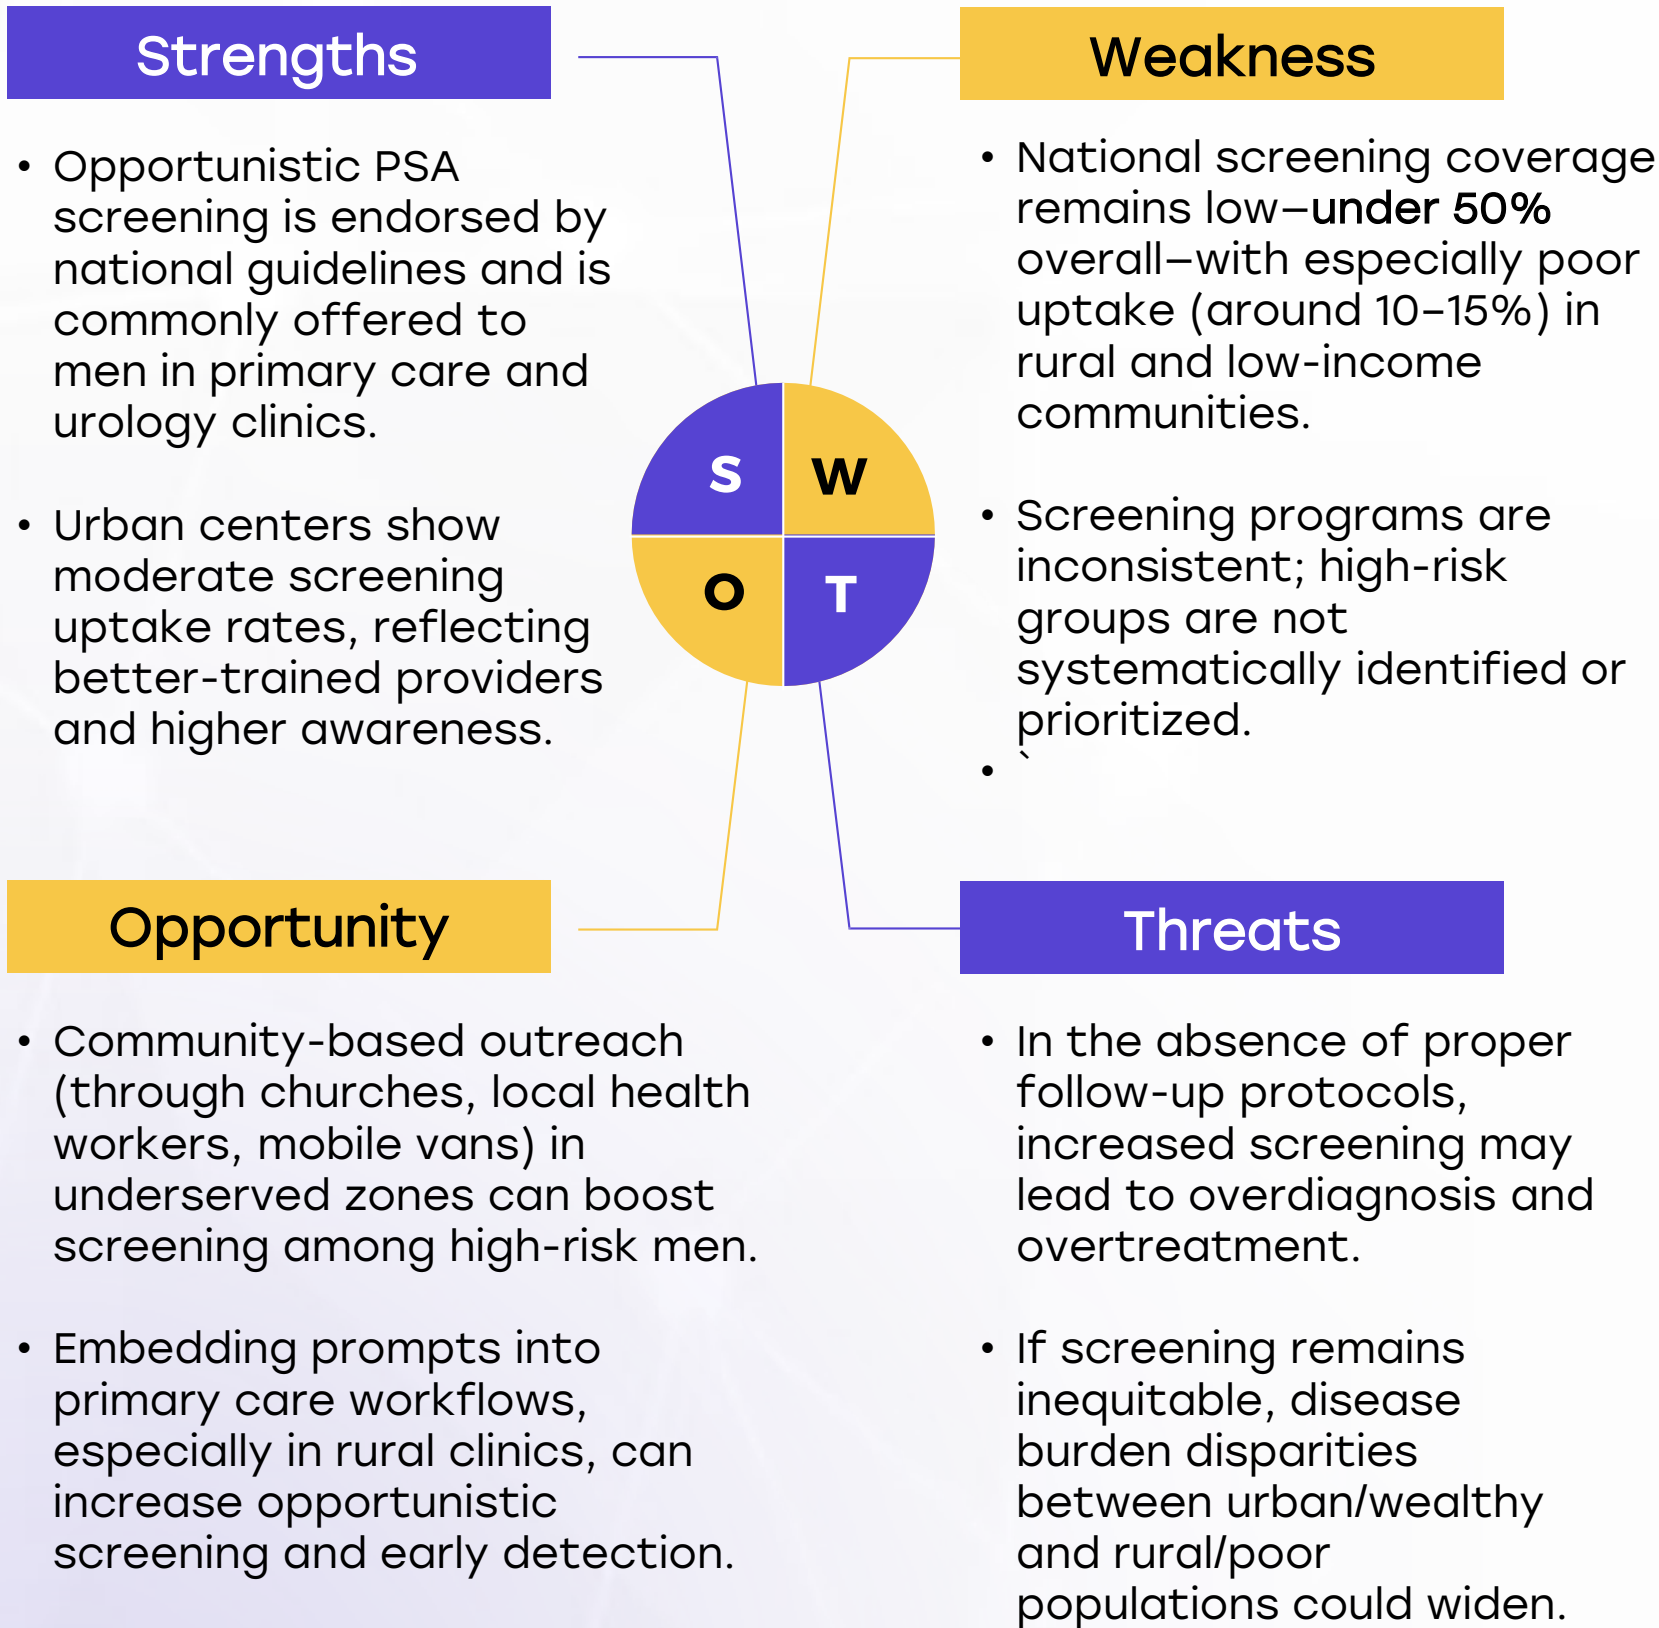 Strengths
• Opportunistic PSA
screening is endorsed by
national guidelines and is
commonly offered to
men in primary care and
urology clinics.
• Urban centers show
moderate screening
uptake rates, reflecting
better-trained providers
and higher awareness.
Weakness
• National screening coverage
remains low—under 50%
overall—with especially poor
uptake (around 10–15%) in
rural and low-income
communities.
• Screening programs are
inconsistent; high-risk
groups are not
systematically identified or
prioritized.
• `
S
W
O
T
Opportunity
• Community-based outreach
(through churches, local health
workers, mobile vans) in
underserved zones can boost
screening among high-risk men.
• Embedding prompts into
primary care workflows,
especially in rural clinics, can
increase opportunistic
screening and early detection.
Threats
• In the absence of proper
follow-up protocols,
increased screening may
lead to overdiagnosis and
overtreatment.
• If screening remains
inequitable, disease
burden disparities
between urban/wealthy
and rural/poor
populations could widen.